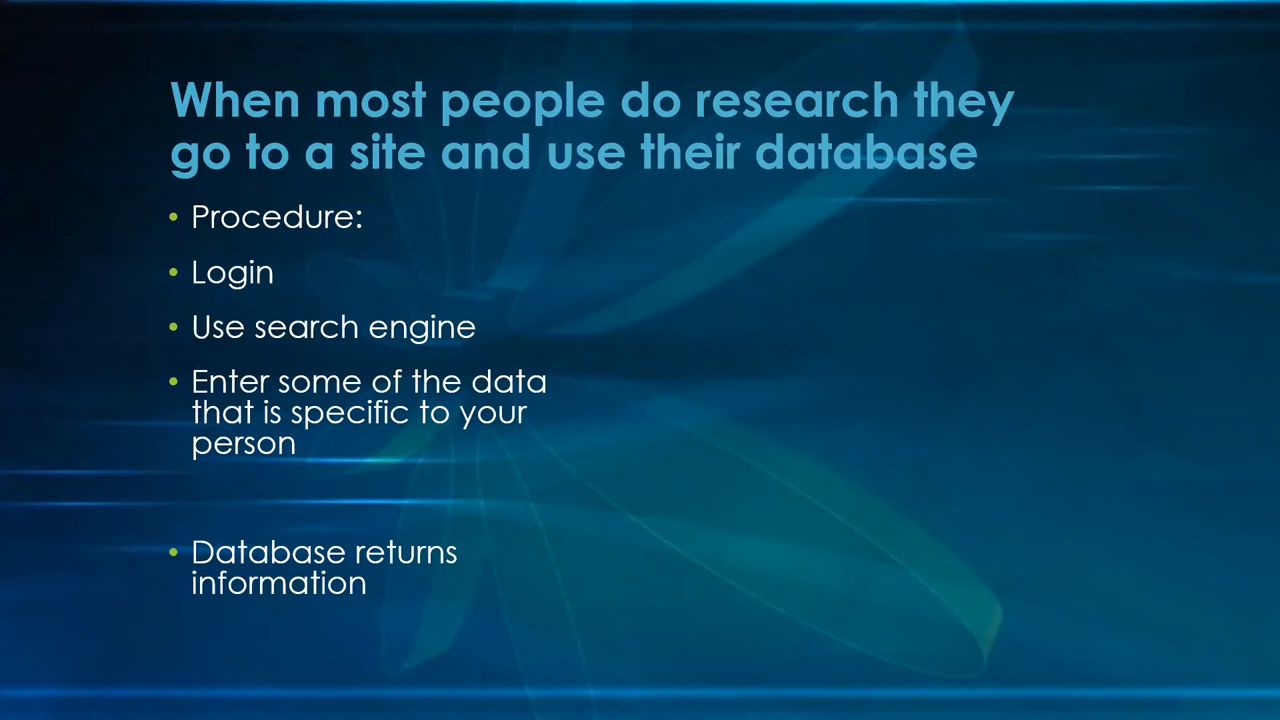 When most people do research they
go to a site and use their database
• Procedure:
• Login
• Use search engine
• Enter some of the data
that is specific to your
person
• Database returns
information